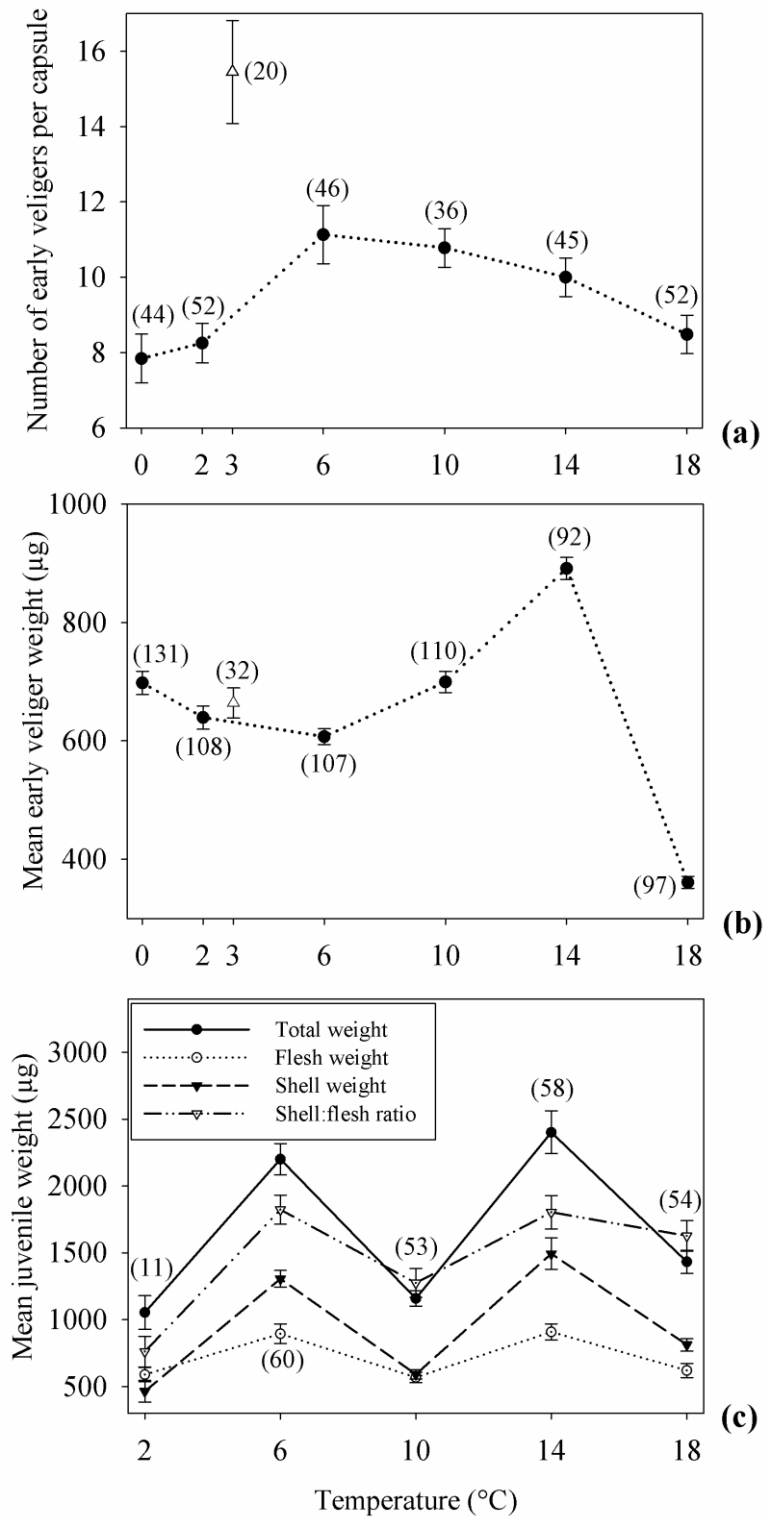 Number of early veligers per capsule
16
14
12
10
8
6
(20)
(46)
(36)
(45)
(44)
(52)
(52)
0 2 3 6 10 14 18
(a)
Mean early veliger weight (µg)
1000
800
600
400
(131)
(108)
(32)
(107)
(110)
(92)
(97)
0 2 3 6 10 14 18
(b)
Mean juvenile weight (µg)
3000
2500
2000
1500
1000
500
Total weight
Flesh weight
Shell weight
Shell:flesh ratio
(11)
(60)
(53)
(58)
(54)
2 6 10 14 18
(c)
Temperature (°C)